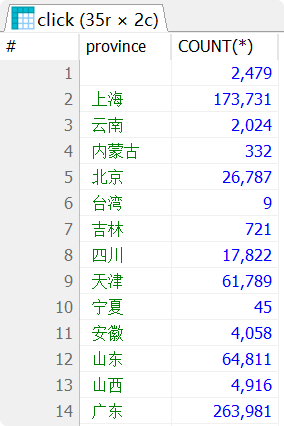 click (35r × 2c)
# province COUNT(*)
1 2,479
2 上海 173,731
3 云南 2,024
4 内蒙古 332
5 北京 26,787
6 台湾 9
7 吉林 721
8 四川 17,822
9 天津 61,789
10 宁夏 45
11 安徽 4,058
12 山东 64,811
13 山西 4,916
14 广东 263,981